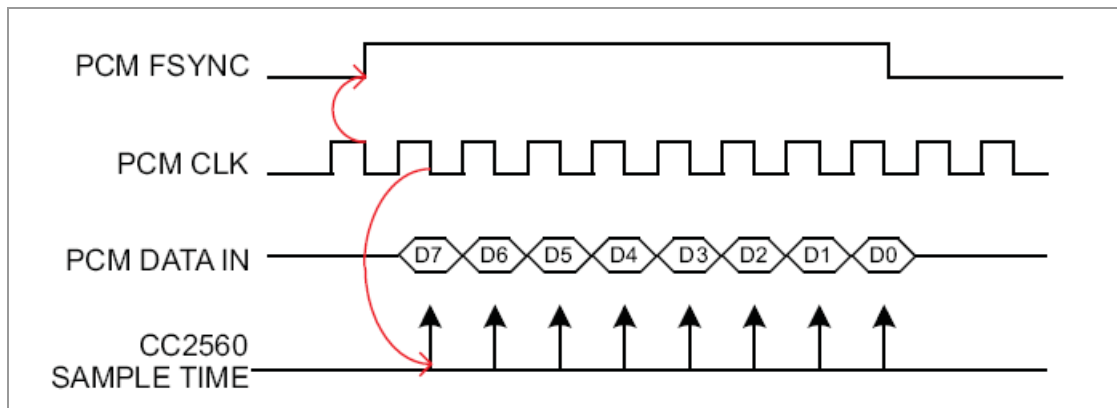 PCM FSYNC
PCM CLK
PCM DATA IN
D7 D6 D5 D4 D3 D2 D1 D0
CC2560
SAMPLE TIME